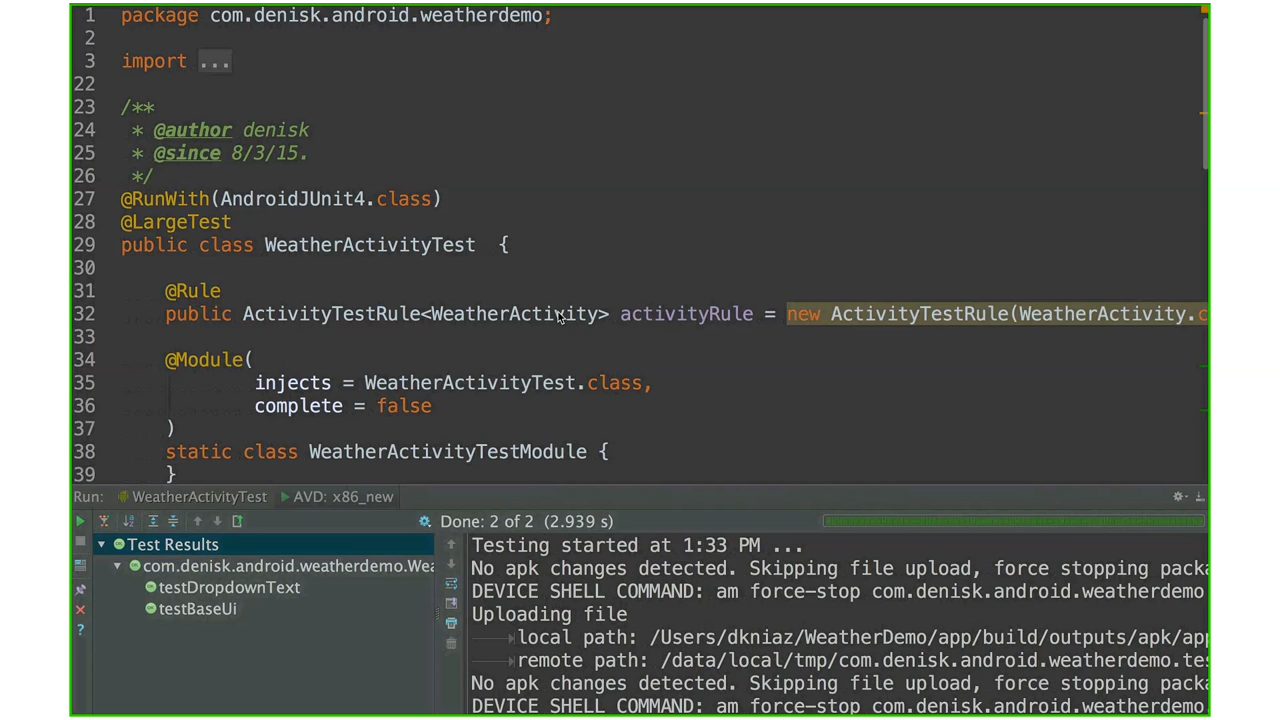 1 package com.denisk.android.weatherdemo;
2
3 import ...
22
23 /**
24 * @author denisk
25 * @since 8/3/15.
26 */
27 @RunWith(AndroidJUnit4.class)
28 @LargeTest
29 public class WeatherActivityTest {
30
31 @Rule
32 public ActivityTestRule<WeatherActivity> activityRule = new ActivityTestRule(WeatherActivity.c
33
34 @Module(
35 injects = WeatherActivityTest.class,
36 complete = false
37 )
38 static class WeatherActivityTestModule {
39 }
Run: WeatherActivityTest AVD: x86_new
Done: 2 of 2 (2.939 s)
Test Results
com.denisk.android.weatherdemo.Wea
testDropdownText
testBaseUi
Testing started at 1:33 PM ...
No apk changes detected. Skipping file upload, force stopping packa
DEVICE SHELL COMMAND: am force-stop com.denisk.android.weatherdemo
Uploading file
local path: /Users/dkniaz/WeatherDemo/app/build/outputs/apk/app
remote path: /data/local/tmp/com.denisk.android.weatherdemo.tes
No apk changes detected. Skipping file upload, force stopping packa
DEVICE SHELL COMMAND: am force-stop com.denisk.android.weatherdemo